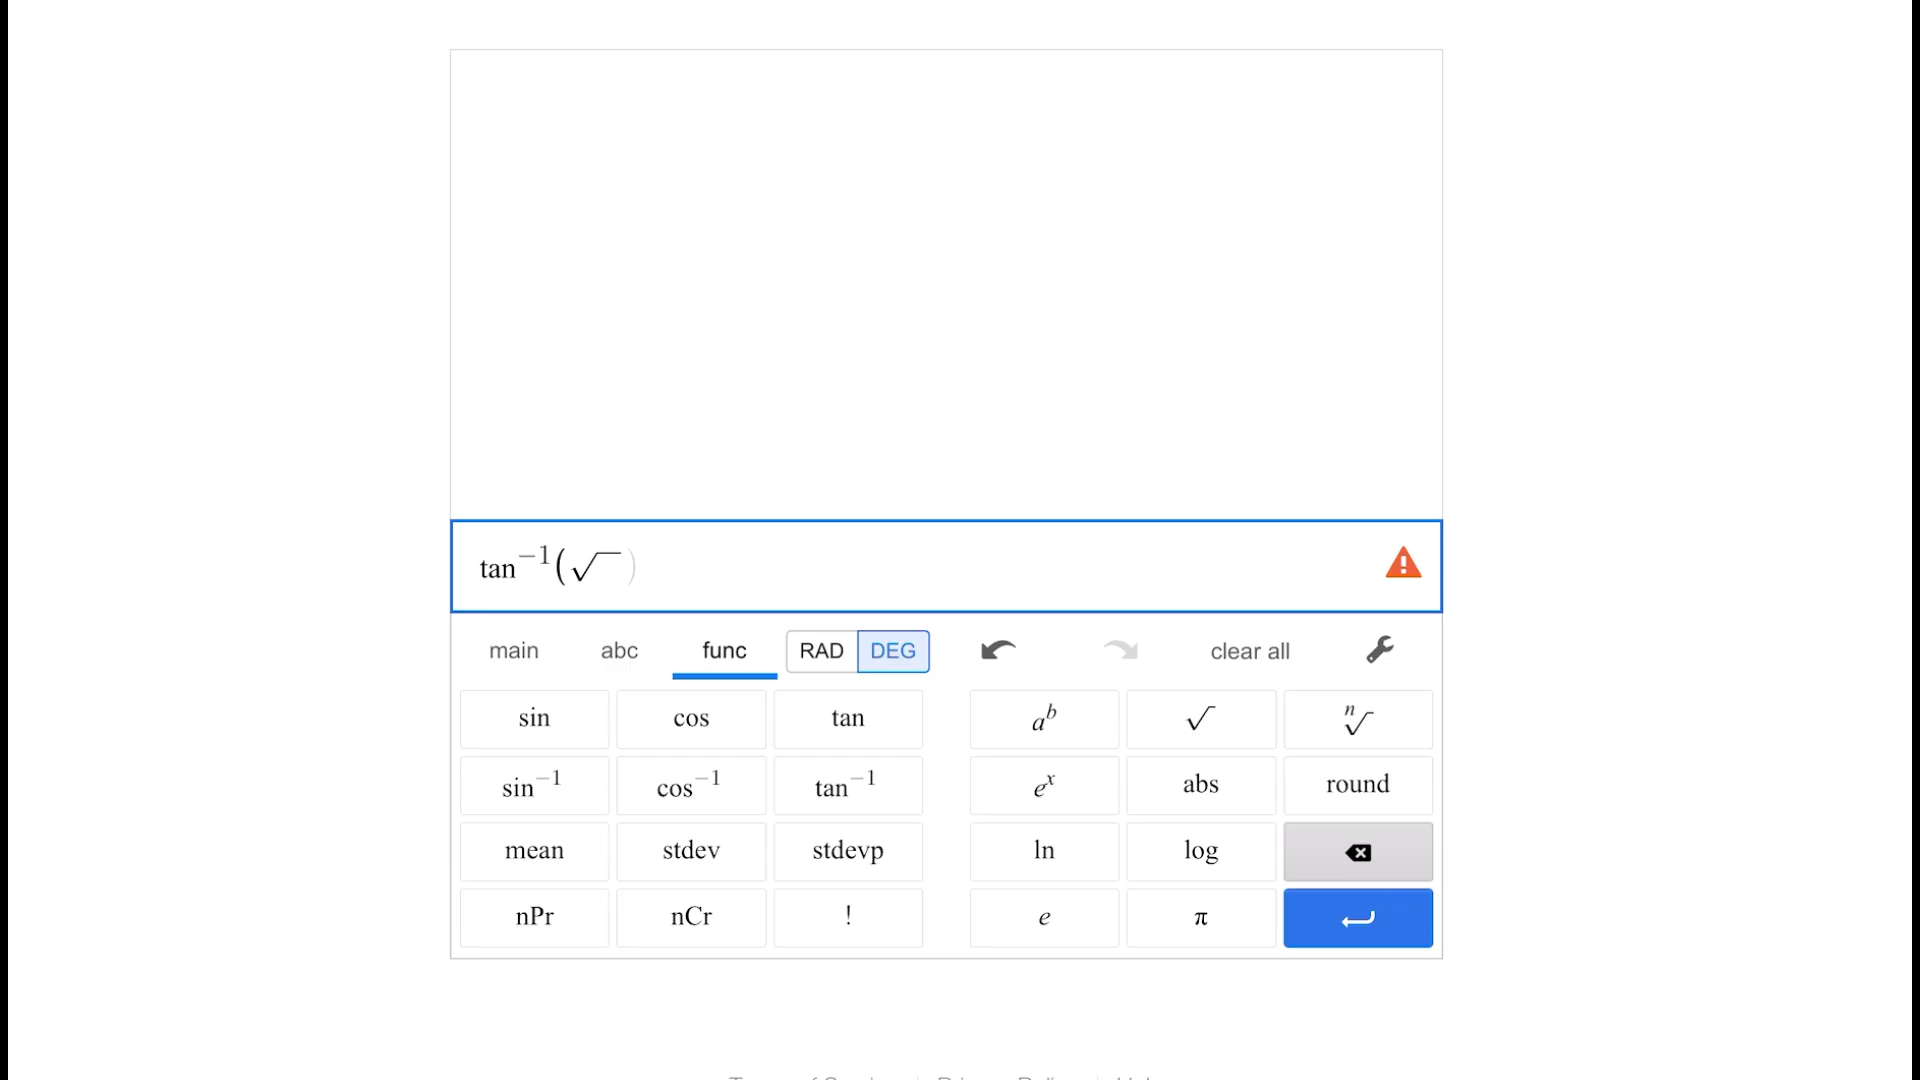 tan⁻¹(√ )
main abc func RAD DEG clear all
sin cos tan aᵇ √ ⁿ√
sin⁻¹ cos⁻¹ tan⁻¹ eˣ abs round
mean stdev stdevp ln log
nPr nCr ! e π